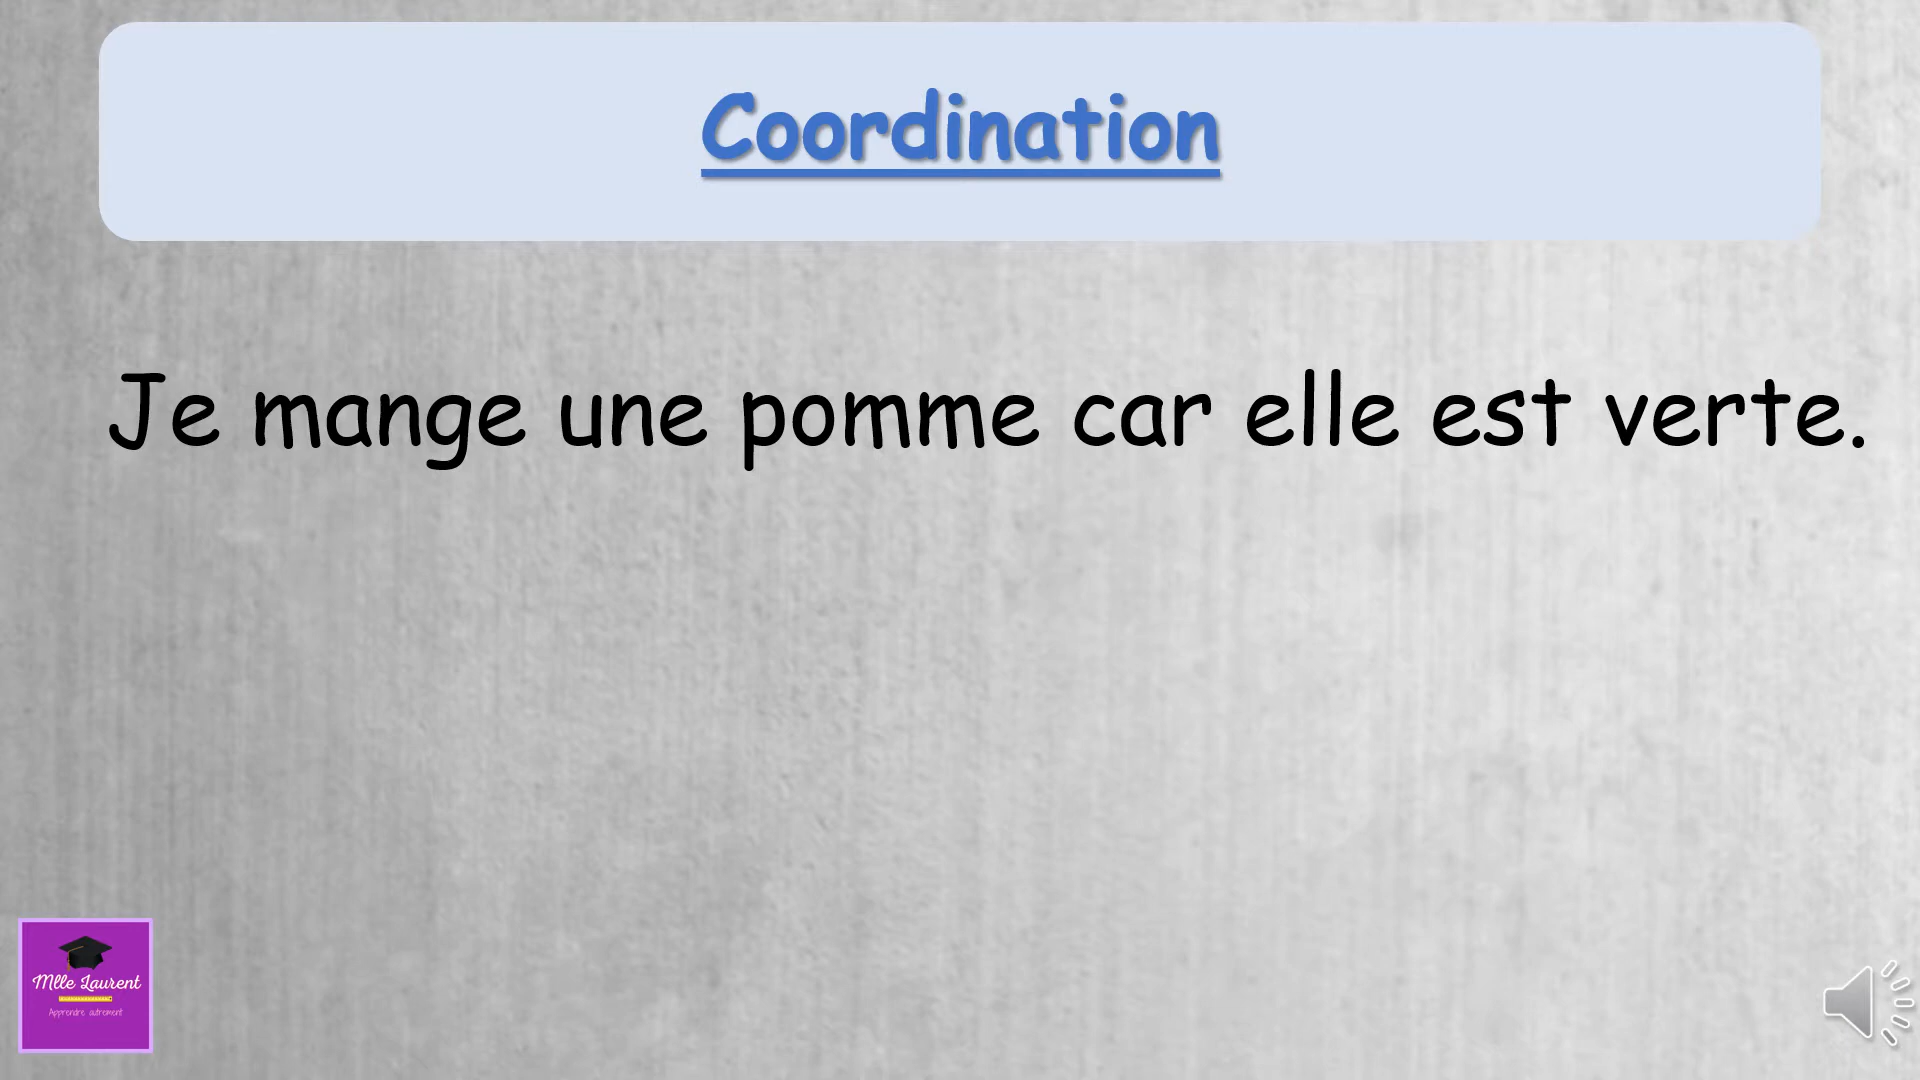 Coordination
Je mange une pomme car elle est verte.
Mlle Laurent
Apprendre autrement